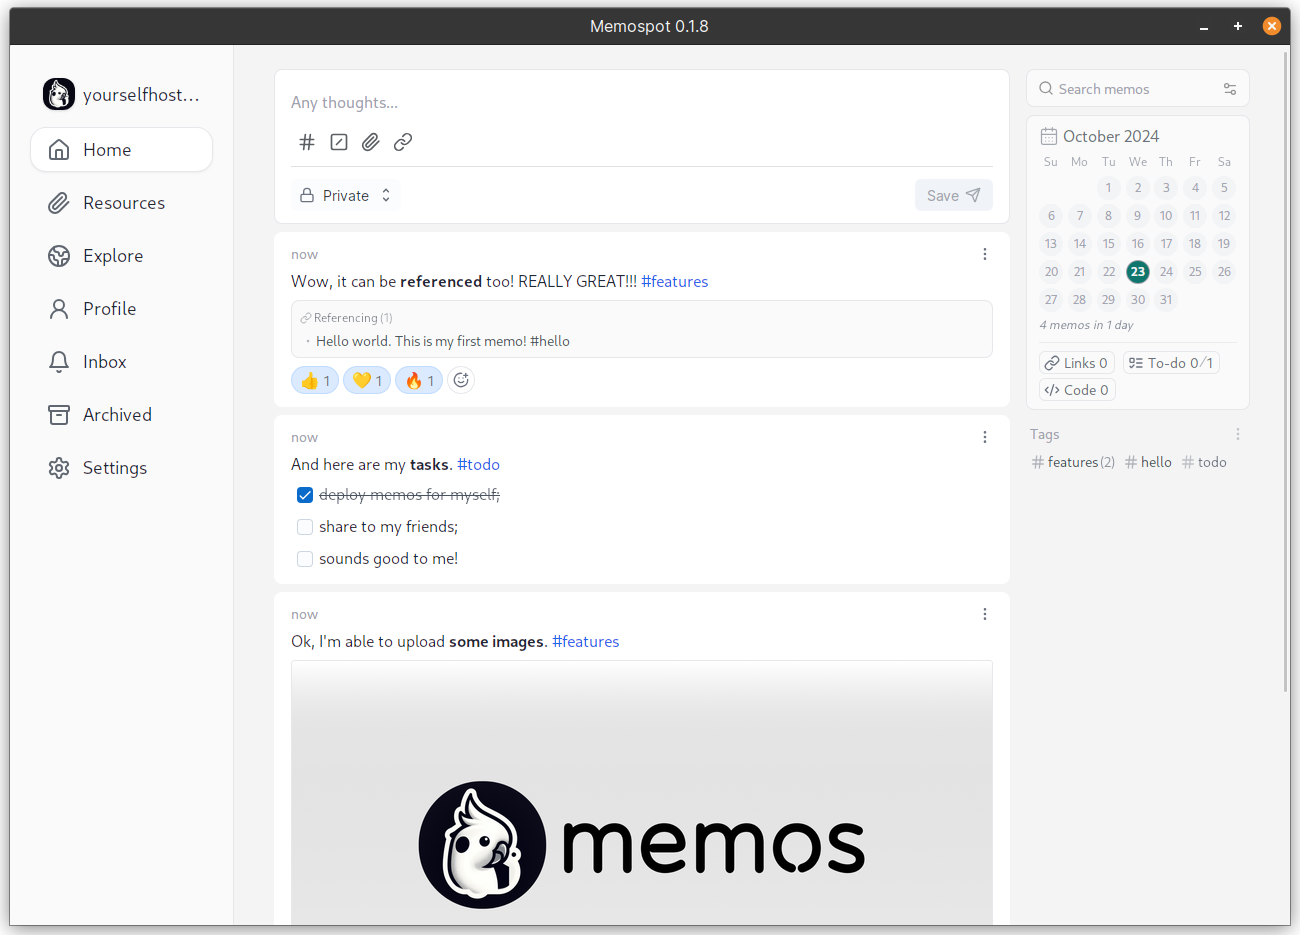 Memospot 0.1.8
yourselfhost...
Home
Resources
Explore
Profile
Inbox
Archived
Settings
Any thoughts...
Private
Save
now
Wow, it can be referenced too! REALLY GREAT!!! #features
Referencing (1)
· Hello world. This is my first memo! #hello
👍 1 💛 1 🔥 1
now
And here are my tasks. #todo
deploy memos for myself;
share to my friends;
sounds good to me!
now
Ok, I'm able to upload some images. #features
memos
Search memos
October 2024
Su Mo Tu We Th Fr Sa
1 2 3 4 5
6 7 8 9 10 11 12
13 14 15 16 17 18 19
20 21 22 23 24 25 26
27 28 29 30 31
4 memos in 1 day
Links 0 To-do 0/1
</> Code 0
Tags
# features (2) # hello # todo